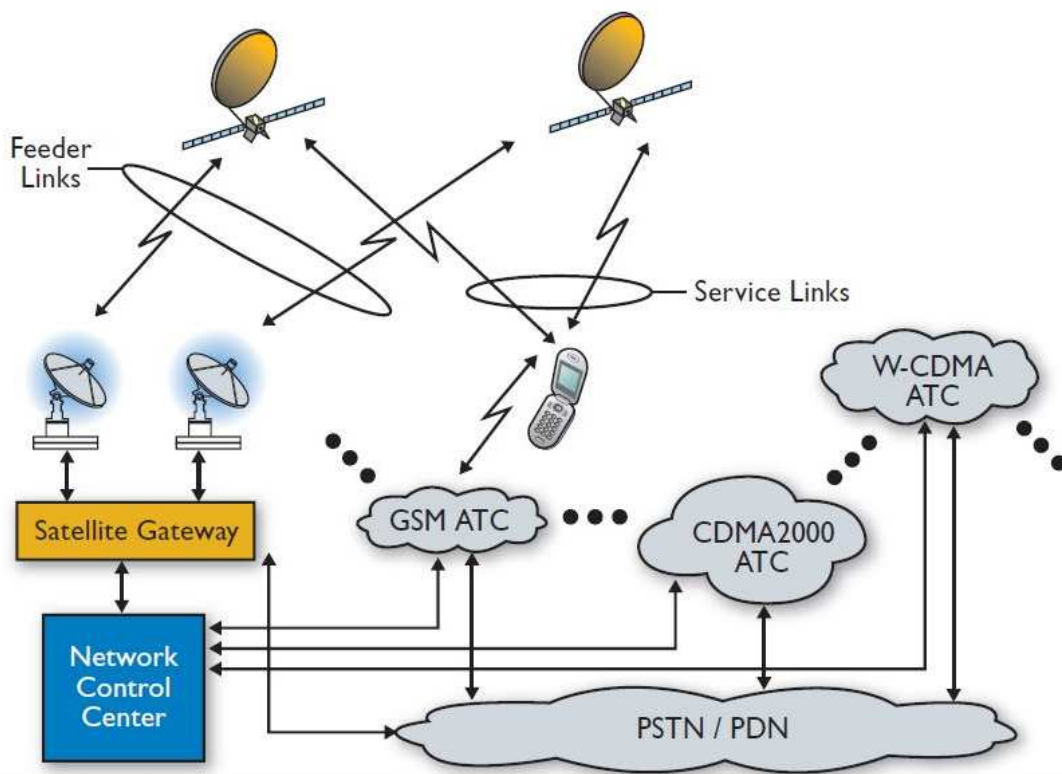 Feeder
Links
Service Links
W-CDMA
ATC
Satellite Gateway
GSM ATC
CDMA2000
ATC
Network
Control
Center
PSTN / PDN